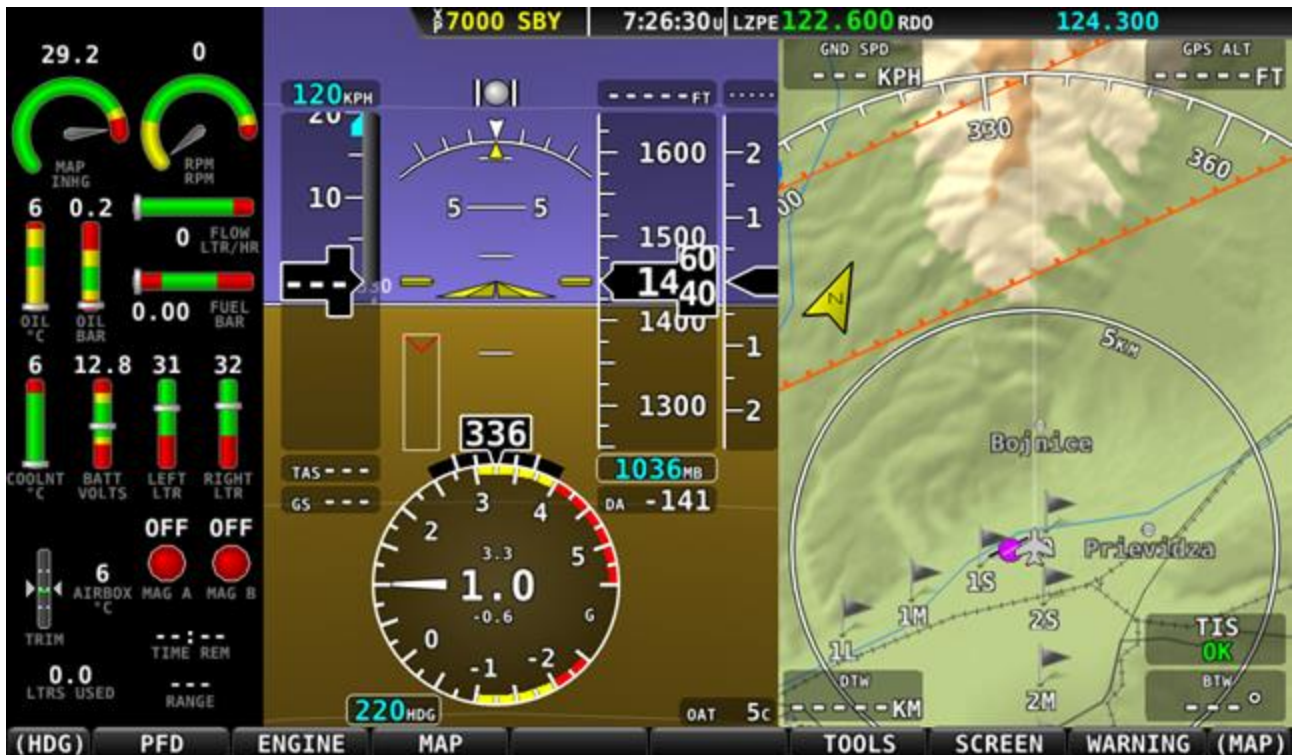 XP 7000 SBY 7:26:30U LZPE 122.600 RDO 124.300
29.2 0
MAP INHG
RPM RPM
6 0.2
0 FLOW LTR/HR
0.00 FUEL BAR
OIL °C
OIL BAR
6 12.8 31 32
COOLNT °C
BATT VOLTS
LEFT LTR
RIGHT LTR
OFF OFF
6
AIRBOX °C
MAG A MAG B
TRIM
--:--
TIME REM
0.0
LTRS USED
---
RANGE
120KPH
20
10
---
TAS ---
GS ---
5 5
-----FT
1600
1500
60
14
40
1400
1300
2
1
1
2
1036MB
DA -141
336
3.3
1.0
-0.6
G
5
4
3
2
0
-1
-2
220HDG
OAT 5C
GND SPD
--- KPH
GPS ALT
-----FT
330
360
N
5KM
Bojnice
Prievidza
1S
1M
1L
2S
2M
TIS
OK
DTW
-----KM
BTW
---°
(HDG) PFD ENGINE MAP TOOLS SCREEN WARNING (MAP)